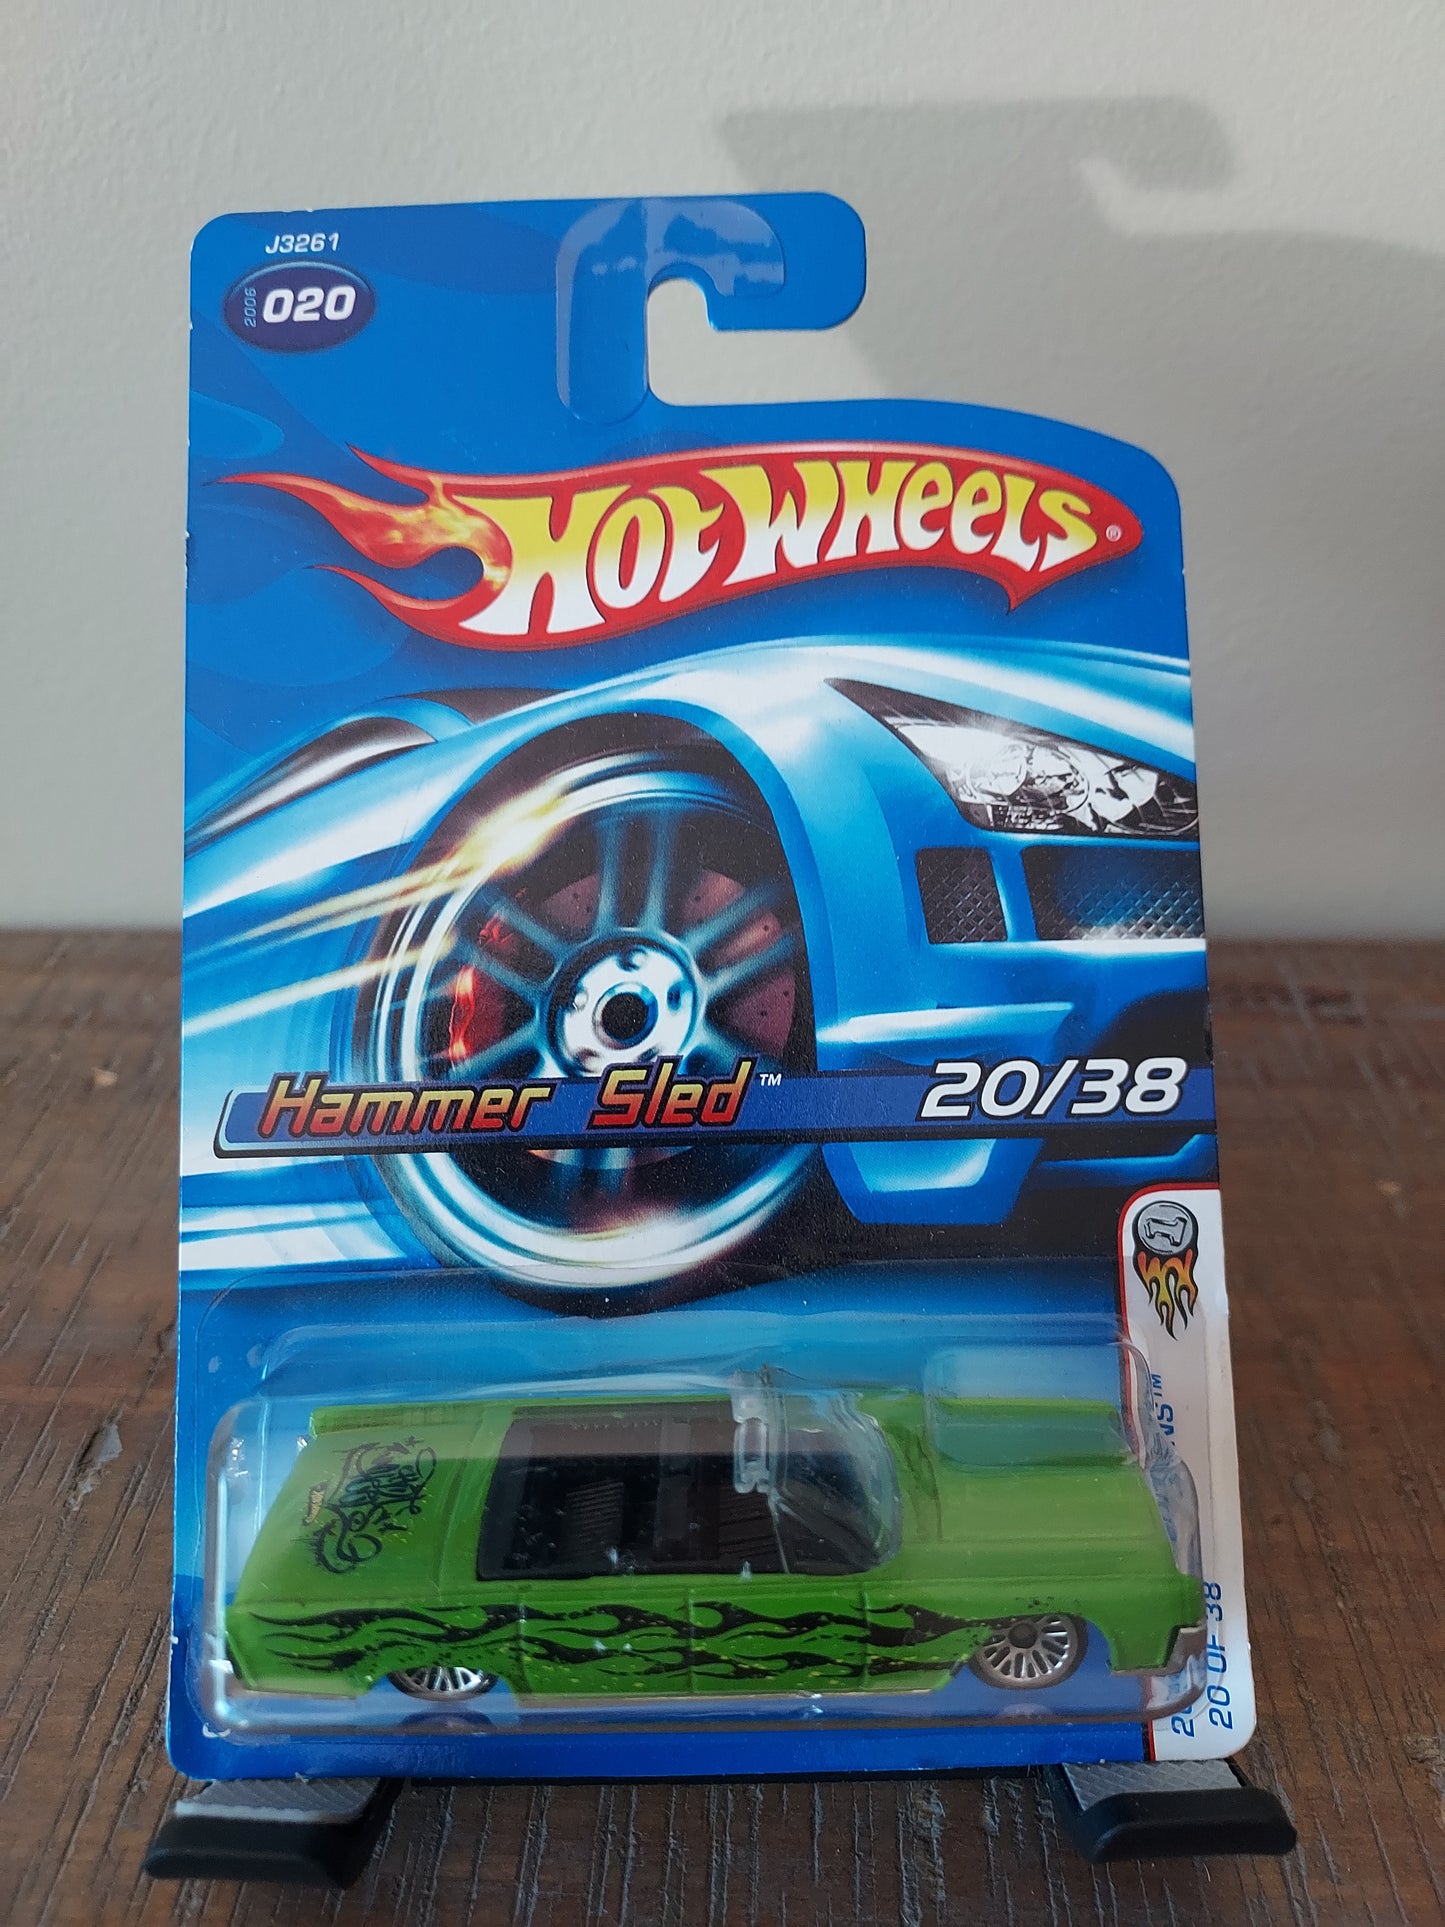 J3261
2006
020
HOT WHEELS®
Hammer Sled™
20/38
20 OF 38